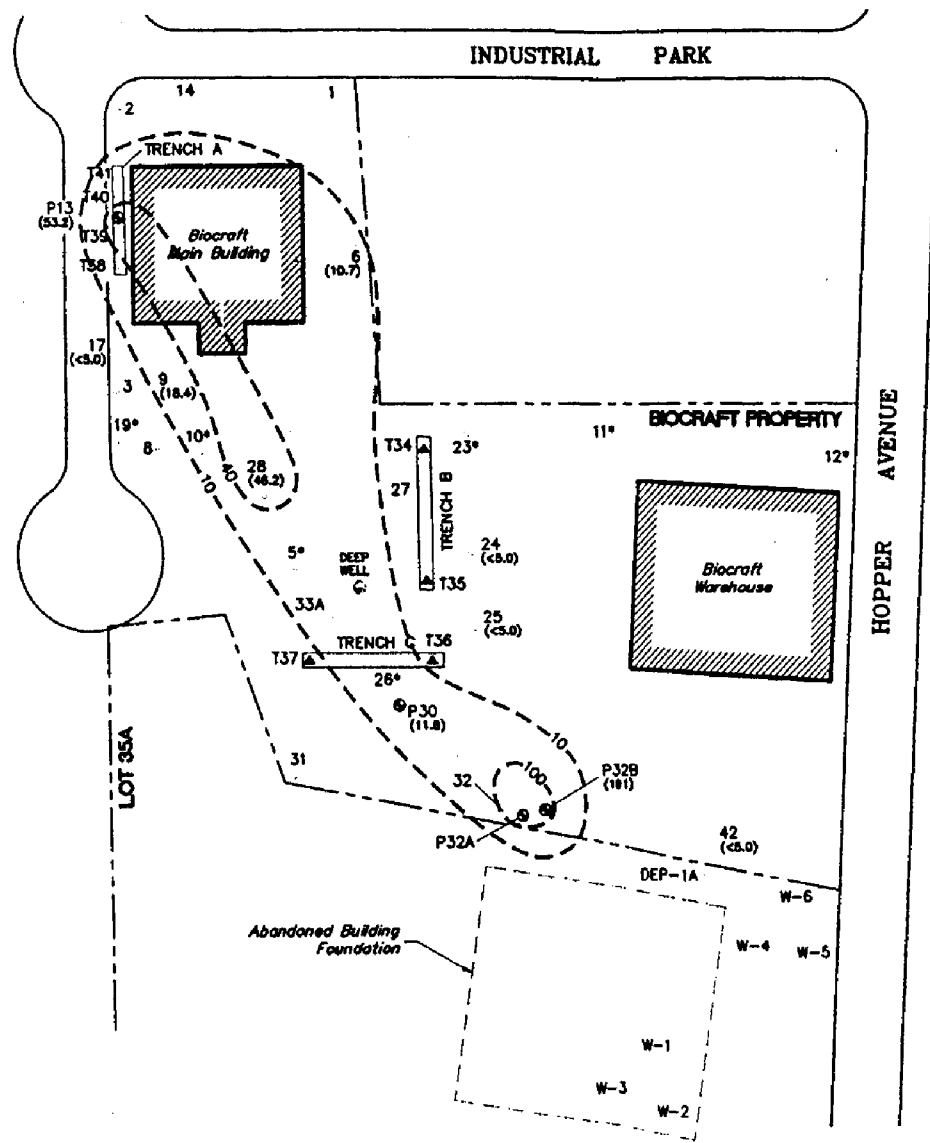 INDUSTRIAL PARK
14
1
2
TRENCH A
T41
T40
P13
(53.2)
T39
T38
Biocraft
Main Building
6
(10.7)
17
(<5.0)
3
9
(18.4)
19*
8
10*
40
10
28
(46.2)
BIOCRAFT PROPERTY
HOPPER AVENUE
T34
23*
11*
12*
27
TRENCH B
24
(<5.0)
T35
5*
DEEP
WELL
33A
25
(<5.0)
Biocraft
Warehouse
TRENCH C
T36
T37
26*
P30
(11.8)
LOT 35A
31
32
10
100
P32B
(181)
P32A
42
(<5.0)
DEP-1A
W-6
Abandoned Building
Foundation
W-4
W-5
W-1
W-3
W-2